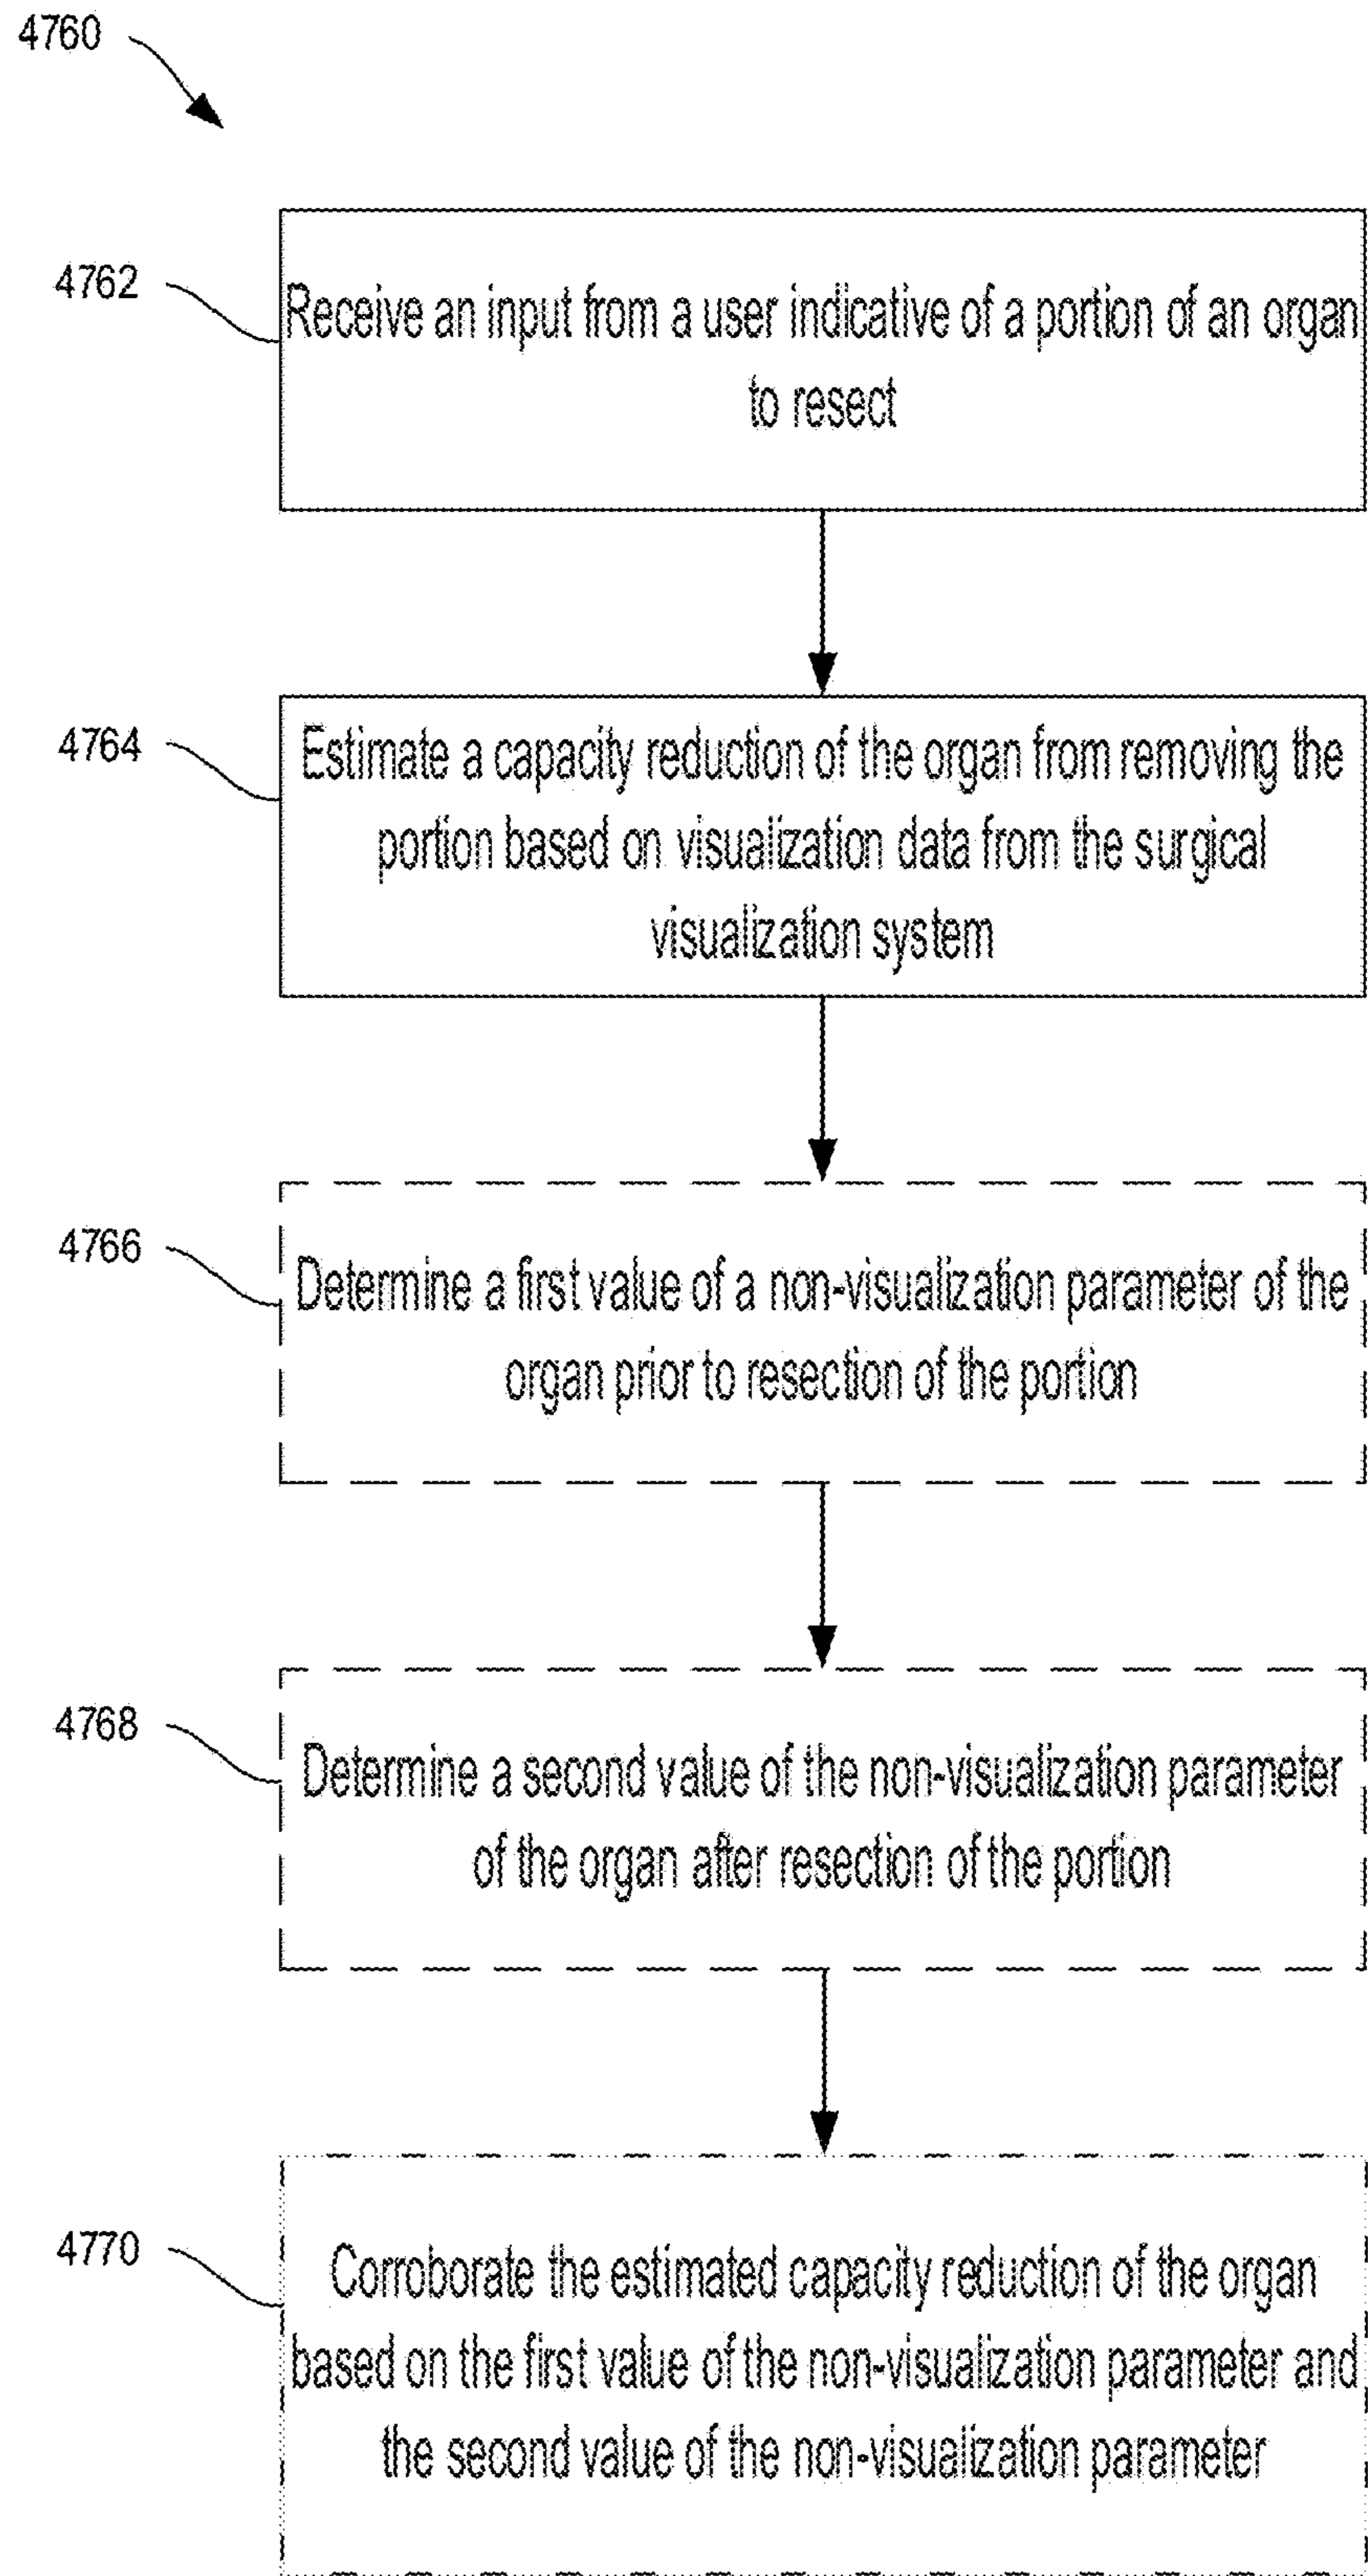 4760
4762
Receive an input from a user indicative of a portion of an organ
to resect
4764
Estimate a capacity reduction of the organ from removing the
portion based on visualization data from the surgical
visualization system
4766
Determine a first value of a non-visualization parameter of the
organ prior to resection of the portion
4768
Determine a second value of the non-visualization parameter
of the organ after resection of the portion
4770
Corroborate the estimated capacity reduction of the organ
based on the first value of the non-visualization parameter and
the second value of the non-visualization parameter